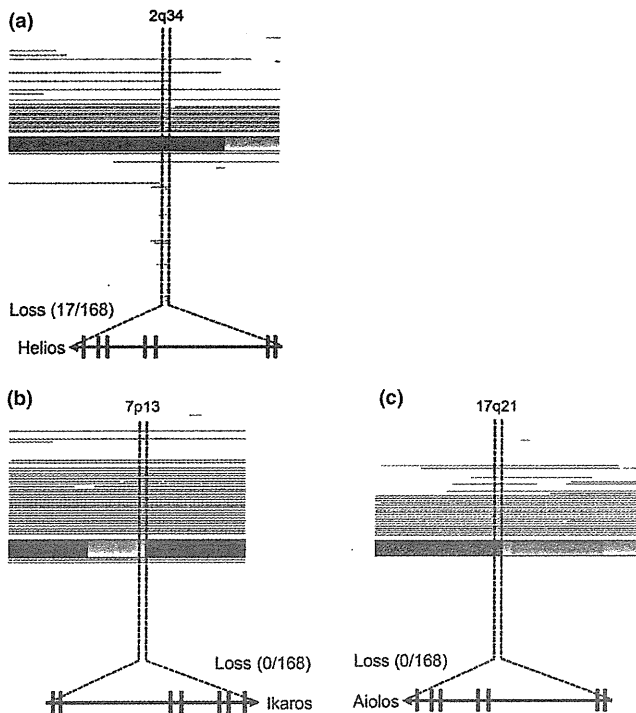 (a)
2q34
Loss (17/168)
Helios
(b)
7p13
Loss (0/168)
Ikaros
(c)
17q21
Loss (0/168)
Aiolos